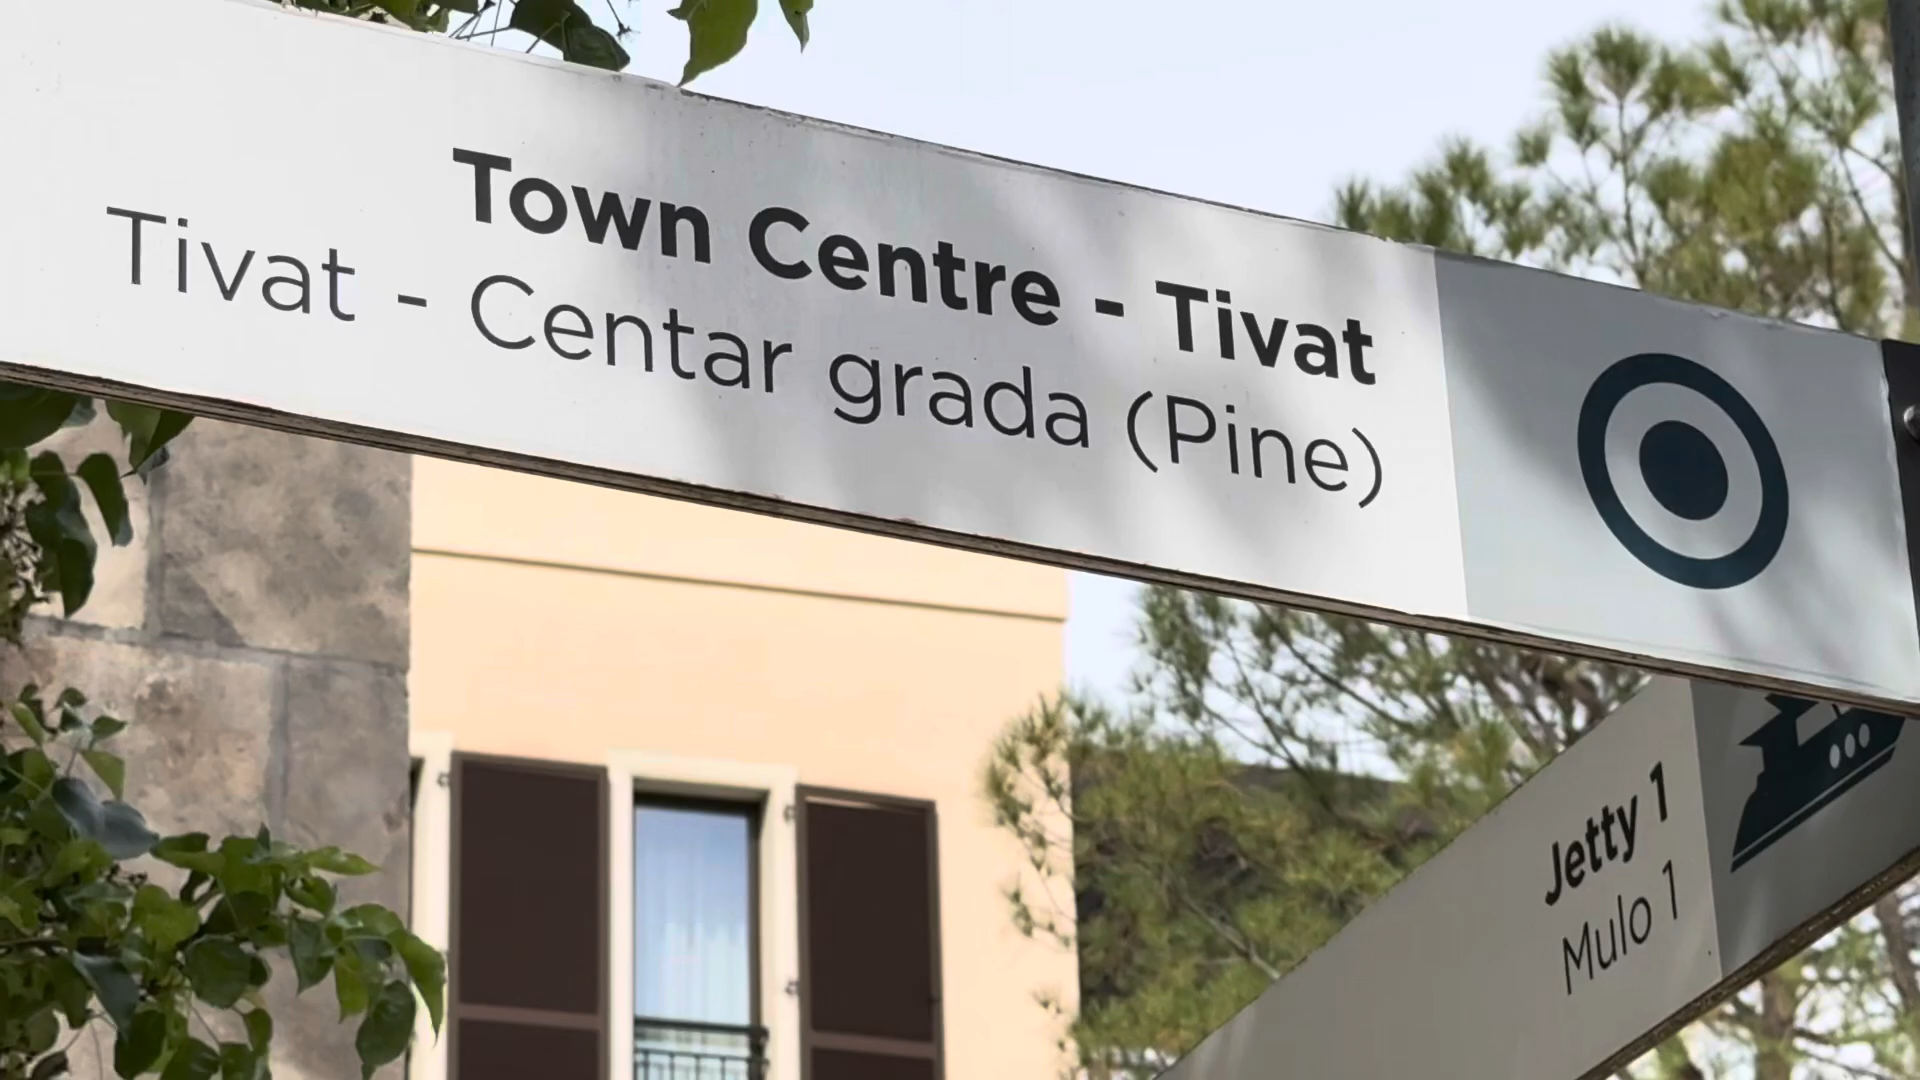 Town Centre - Tivat
Tivat - Centar grada (Pine)
Jetty 1
Mulo 1